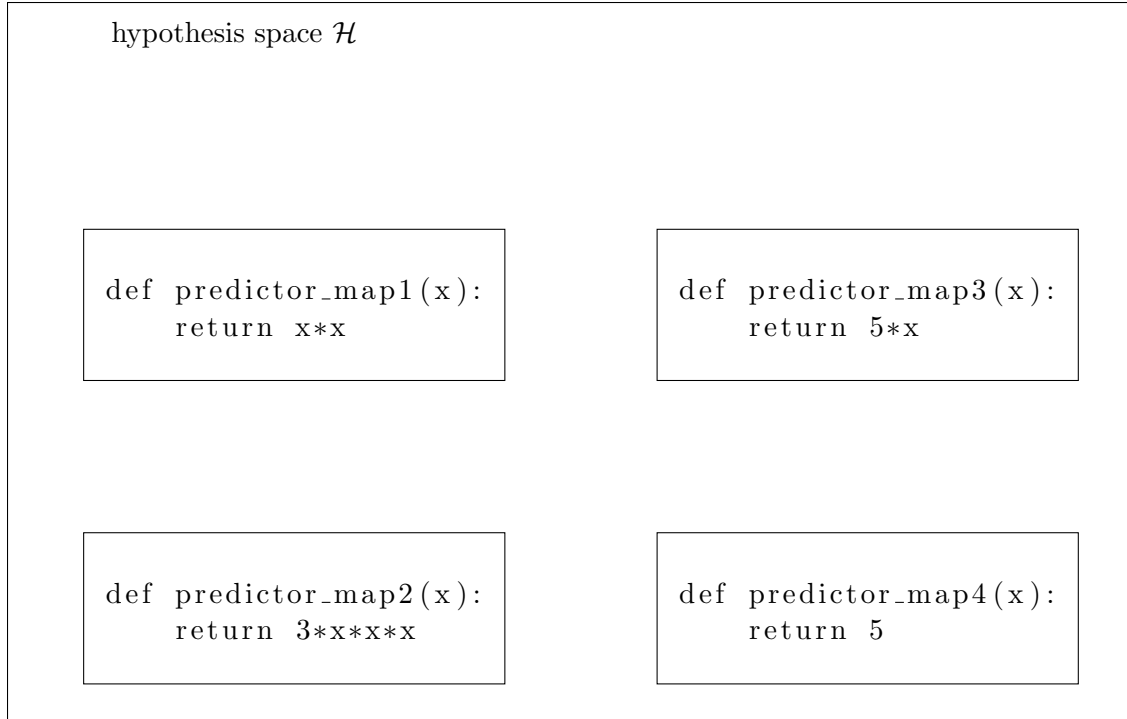 hypothesis space ℋ
def predictor_map1(x):
    return x*x
def predictor_map3(x):
    return 5*x
def predictor_map2(x):
    return 3*x*x*x
def predictor_map4(x):
    return 5